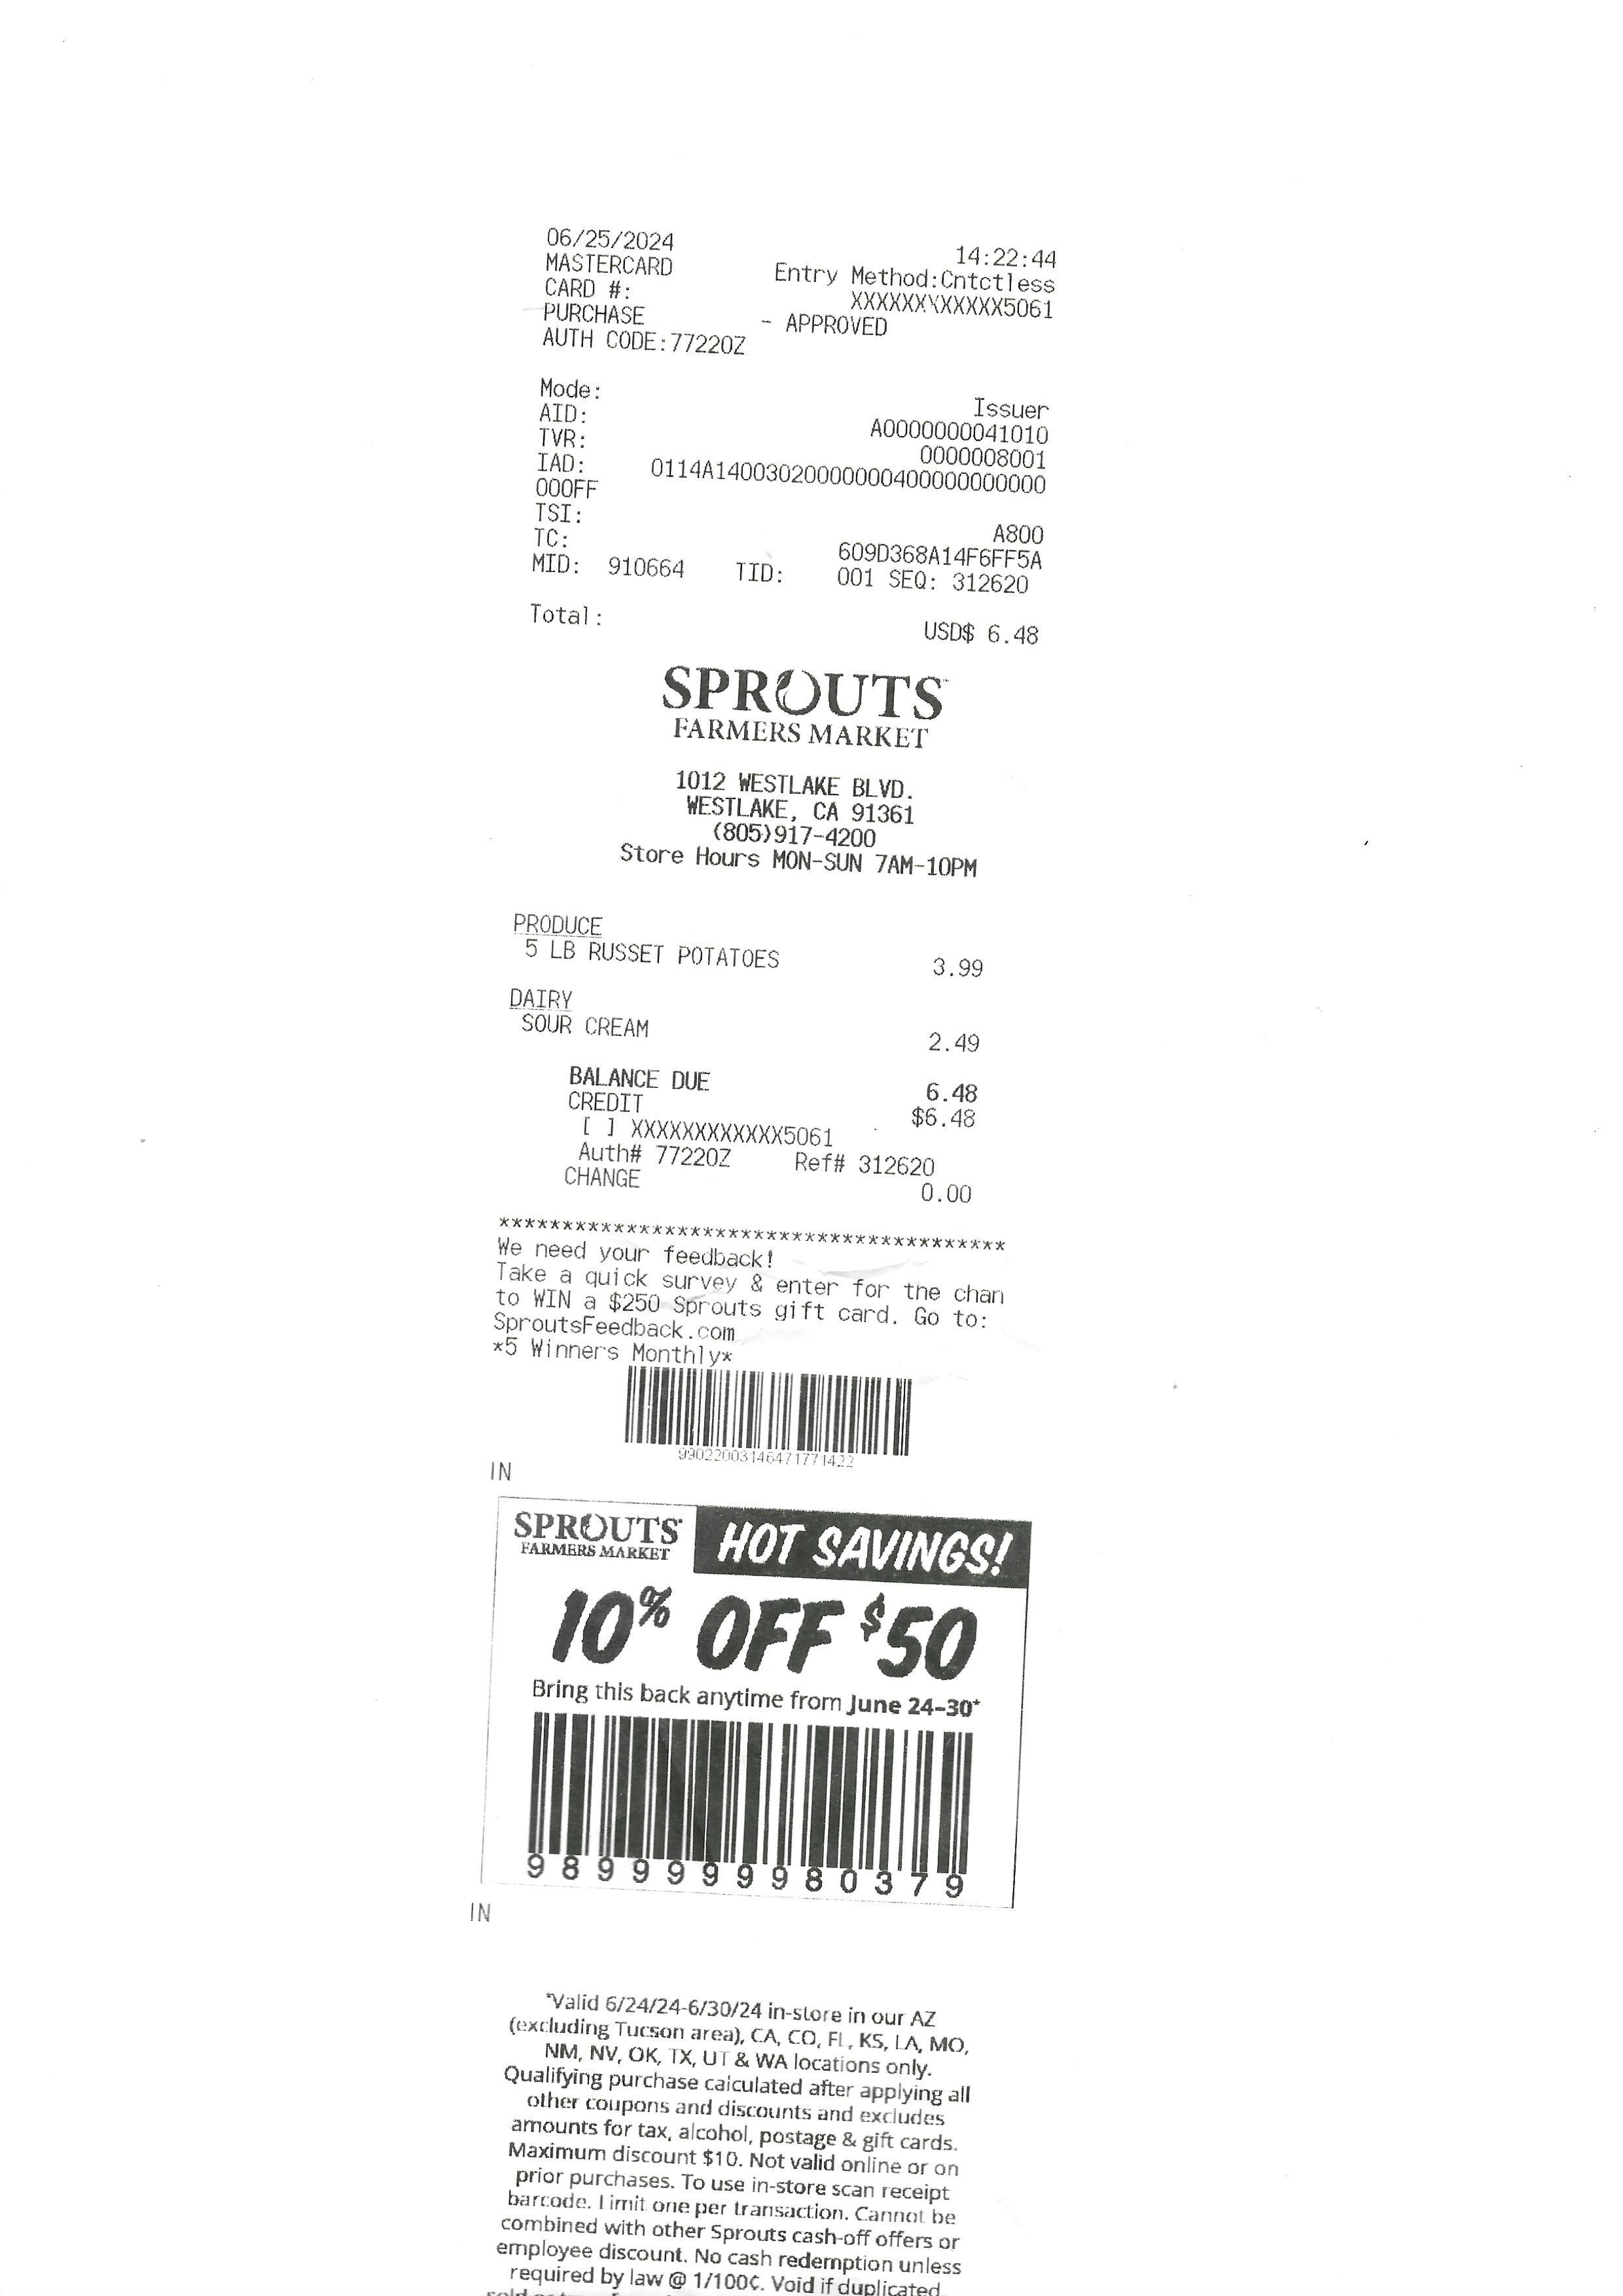 06/25/2024 14:22:44
MASTERCARD Entry Method:Cntctless
CARD #: XXXXXXXXXXXX5061
PURCHASE - APPROVED
AUTH CODE:77220Z
Mode: Issuer
AID: A0000000041010
TVR: 0000008001
IAD: 0114A1400302000000040000000000
000FF
TSI: A800
TC: 609D368A14F6FF5A
MID: 910664 TID: 001 SEQ: 312620
Total: USD$ 6.48
SPROUTS
FARMERS MARKET
1012 WESTLAKE BLVD.
WESTLAKE, CA 91361
(805)917-4200
Store Hours MON-SUN 7AM-10PM
PRODUCE
5 LB RUSSET POTATOES 3.99
DAIRY
SOUR CREAM 2.49
BALANCE DUE 6.48
CREDIT $6.48
[ ] XXXXXXXXXXXX5061
Auth# 77220Z Ref# 312620
CHANGE 0.00
****************************************
We need your feedback!
Take a quick survey & enter for the chan
to WIN a $250 Sprouts gift card. Go to:
SproutsFeedback.com
*5 Winners Monthly*
99022003146471771422
IN
SPROUTS
FARMERS MARKET
HOT SAVINGS!
10% OFF $50
Bring this back anytime from June 24-30*
9899999980379
IN
*Valid 6/24/24-6/30/24 in-store in our AZ
(excluding Tucson area), CA, CO, FL, KS, LA, MO,
NM, NV, OK, TX, UT & WA locations only.
Qualifying purchase calculated after applying all
other coupons and discounts and excludes
amounts for tax, alcohol, postage & gift cards.
Maximum discount $10. Not valid online or on
prior purchases. To use in-store scan receipt
barcode. Limit one per transaction. Cannot be
combined with other Sprouts cash-off offers or
employee discount. No cash redemption unless
required by law @ 1/100¢. Void if duplicated,